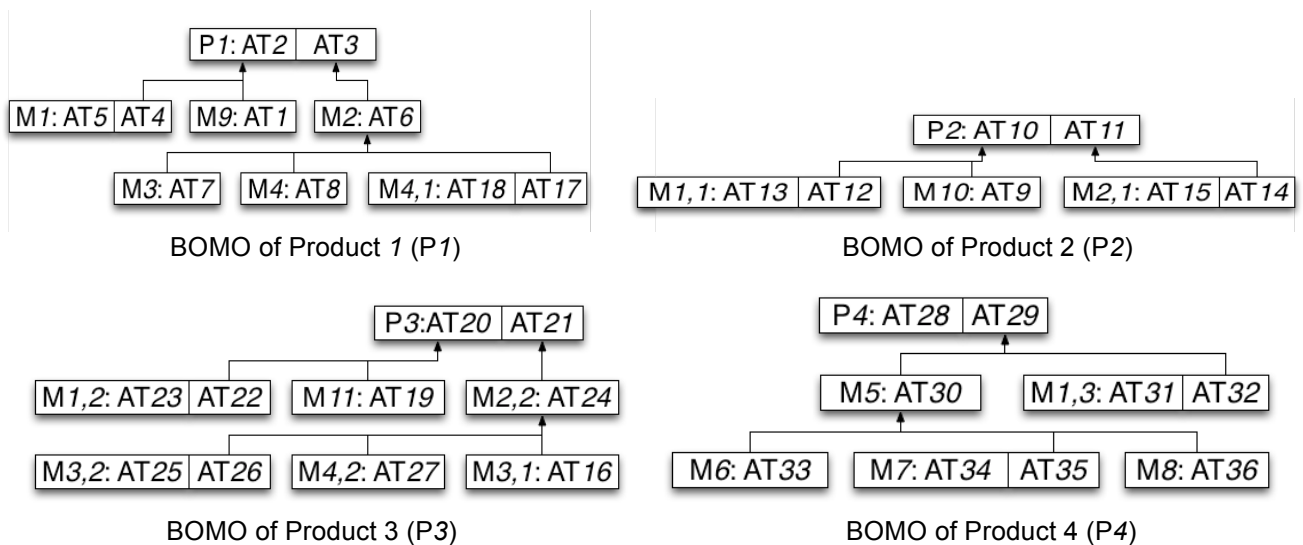 P1: AT2 AT3
M1: AT5 AT4 M9: AT1 M2: AT6
M3: AT7 M4: AT8 M4,1: AT18 AT17
BOMO of Product 1 (P1)
P2: AT10 AT11
M1,1: AT13 AT12 M10: AT9 M2,1: AT15 AT14
BOMO of Product 2 (P2)
P3:AT20 AT21
M1,2: AT23 AT22 M11: AT19 M2,2: AT24
M3,2: AT25 AT26 M4,2: AT27 M3,1: AT16
BOMO of Product 3 (P3)
P4: AT28 AT29
M5: AT30 M1,3: AT31 AT32
M6: AT33 M7: AT34 AT35 M8: AT36
BOMO of Product 4 (P4)